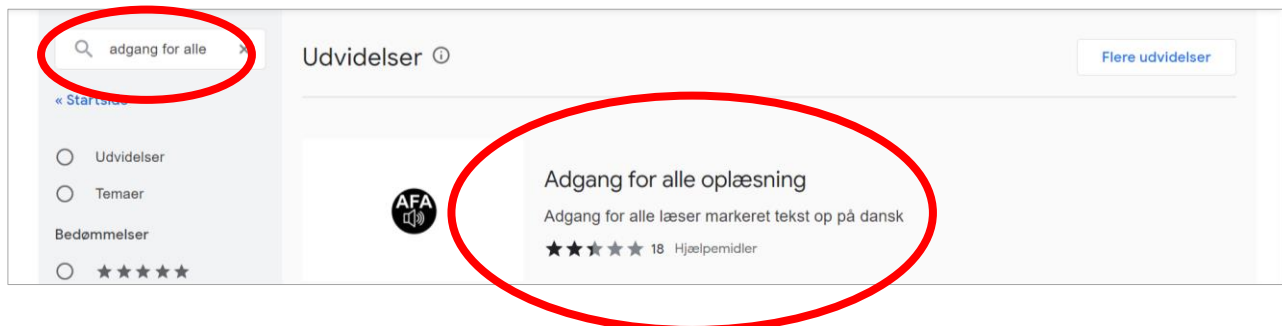 adgang for alle ×
« Startside
Udvidelser
Temaer
Bedømmelser
Udvidelser
Flere udvidelser
AFA
Adgang for alle oplæsning
Adgang for alle læser markeret tekst op på dansk
18 Hjælpemidler